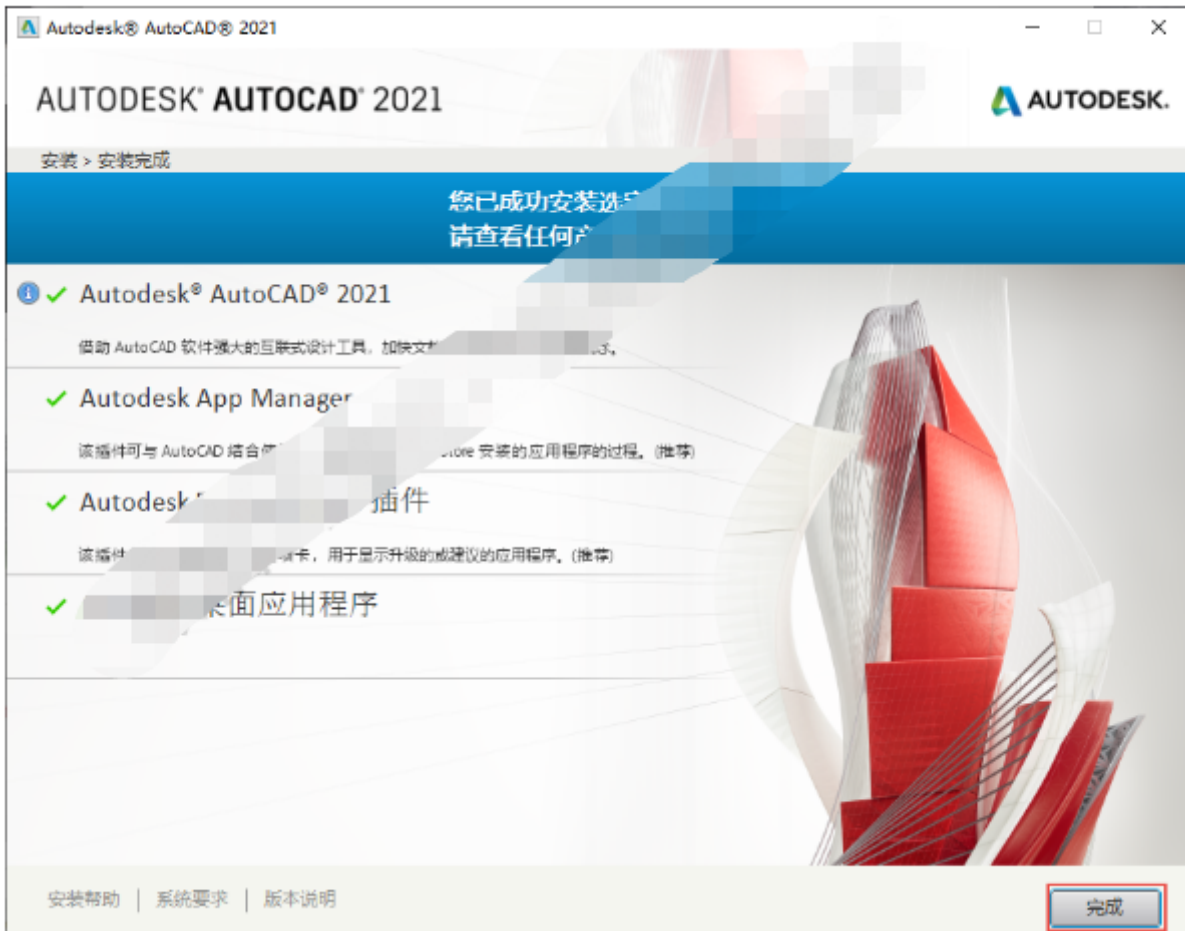 Autodesk® AutoCAD® 2021
AUTODESK® AUTOCAD® 2021
AUTODESK.
安装 > 安装完成
您已成功安装选
请查看任何
Autodesk® AutoCAD® 2021
借助 AutoCAD 软件强大的互联式设计工具，加快文
Autodesk App Manager
该插件可与 AutoCAD 结合 安装的应用程序的过程。(推荐)
Autodesk 插件
该插件 卡，用于显示升级的或建议的应用程序。(推荐)
桌面应用程序
安装帮助 | 系统要求 | 版本说明
完成